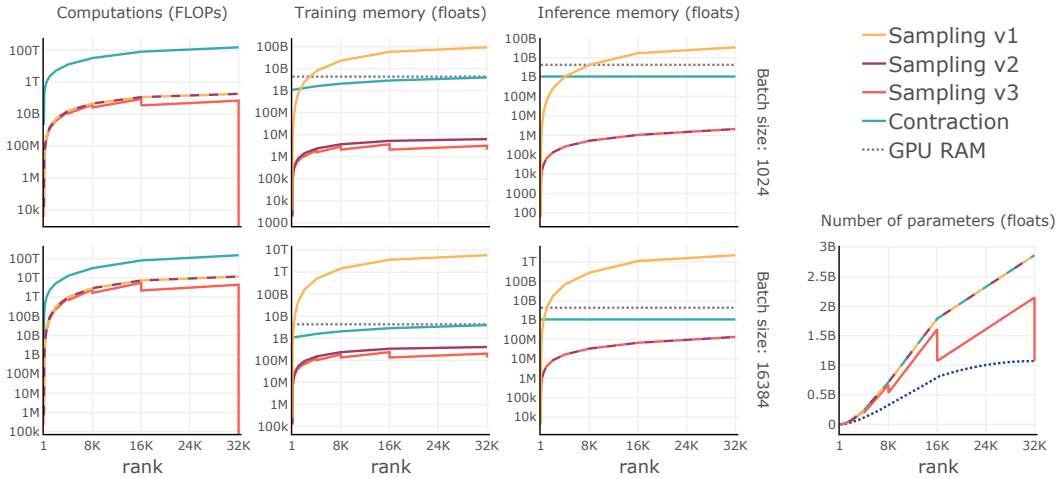 Computations (FLOPs)
Training memory (floats)
Inference memory (floats)
100T
1T
10B
100M
1M
10k
100B
10B
1B
100M
10M
1M
100k
10k
1000
100B
10B
1B
100M
10M
1M
100k
10k
1000
100
Batch size: 1024
Sampling v1
Sampling v2
Sampling v3
Contraction
GPU RAM
100T
10T
1T
100B
10B
1B
100M
10M
1M
100k
1 8K 16K 24K 32K
rank
10T
1T
100B
10B
1B
100M
10M
1M
100k
1 8K 16K 24K 32K
rank
1T
100B
10B
1B
100M
10M
1M
100k
10k
1 8K 16K 24K 32K
rank
Batch size: 16384
Number of parameters (floats)
3B
2.5B
2B
1.5B
1B
0.5B
0
1 8K 16K 24K 32K
rank